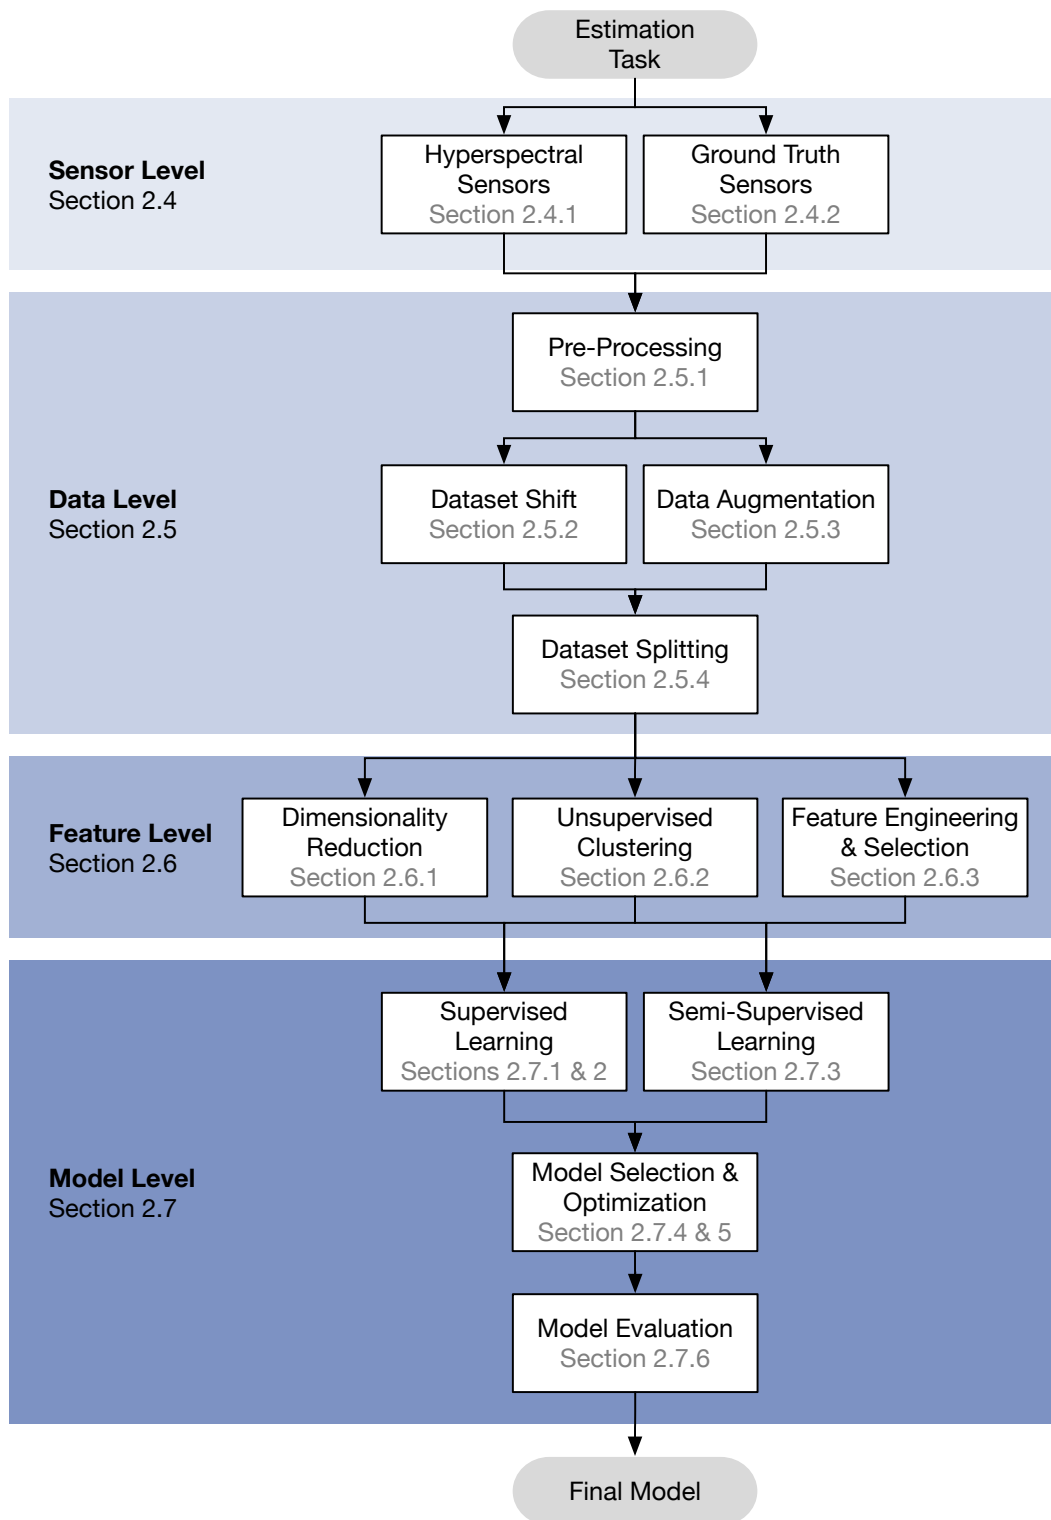 Estimation
Task
Sensor Level
Section 2.4
Hyperspectral
Sensors
Section 2.4.1
Ground Truth
Sensors
Section 2.4.2
Data Level
Section 2.5
Pre-Processing
Section 2.5.1
Dataset Shift
Section 2.5.2
Data Augmentation
Section 2.5.3
Dataset Splitting
Section 2.5.4
Feature Level
Section 2.6
Dimensionality
Reduction
Section 2.6.1
Unsupervised
Clustering
Section 2.6.2
Feature Engineering
& Selection
Section 2.6.3
Model Level
Section 2.7
Supervised
Learning
Sections 2.7.1 & 2
Semi-Supervised
Learning
Section 2.7.3
Model Selection &
Optimization
Section 2.7.4 & 5
Model Evaluation
Section 2.7.6
Final Model